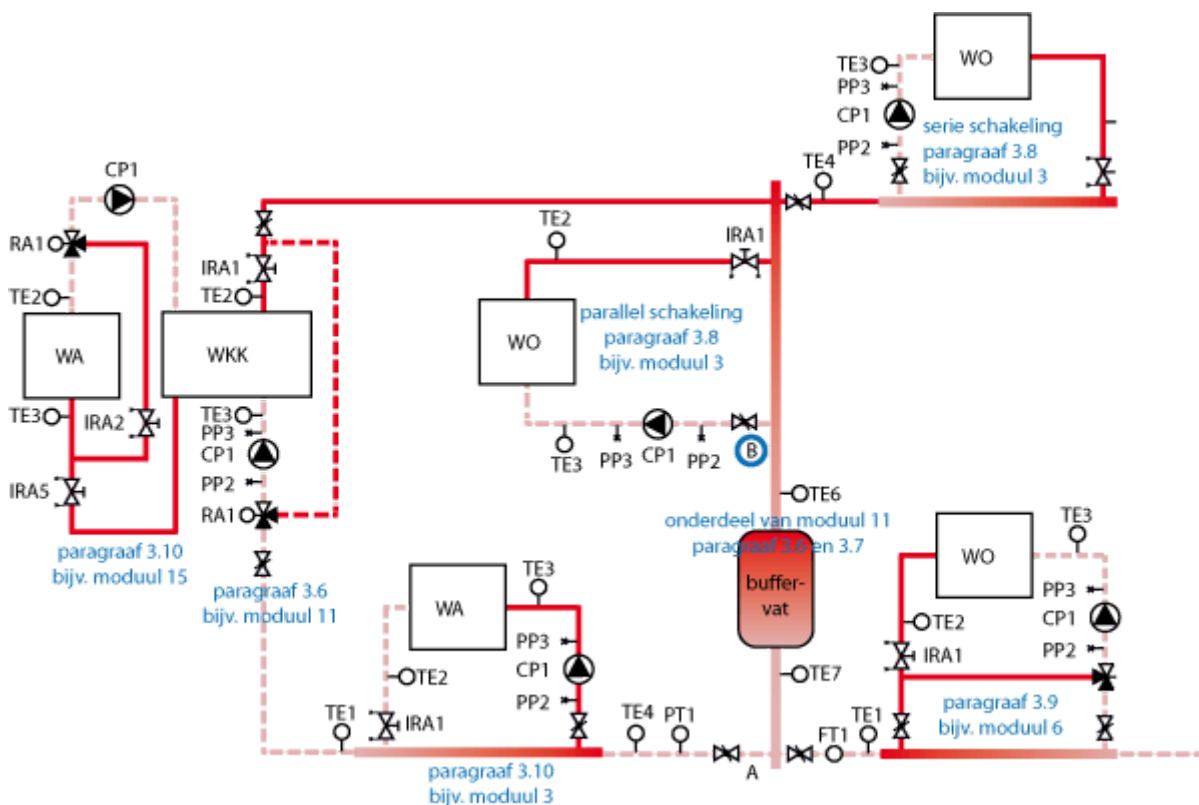 TE3
PP3
CP1
PP2
WO
serie schakeling
paragraaf 3.8
bijv. moduul 3
TE4
CP1
RA1
TE2
WA
TE3
IRA2
IRA5
paragraaf 3.10
bijv. moduul 15
IRA1
TE2
WKK
TE3
PP3
CP1
PP2
RA1
paragraaf 3.6
bijv. moduul 11
TE2
IRA1
parallel schakeling
paragraaf 3.8
bijv. moduul 3
WO
TE3
PP3
CP1
PP2
B
TE6
onderdeel van moduul 11
paragraaf 3.6 en 3.7
buffer-
vat
TE7
WA
TE3
PP3
CP1
PP2
TE2
IRA1
TE1
paragraaf 3.10
bijv. moduul 3
TE4
PT1
A
FT1
TE1
WO
TE3
PP3
CP1
PP2
TE2
IRA1
paragraaf 3.9
bijv. moduul 6